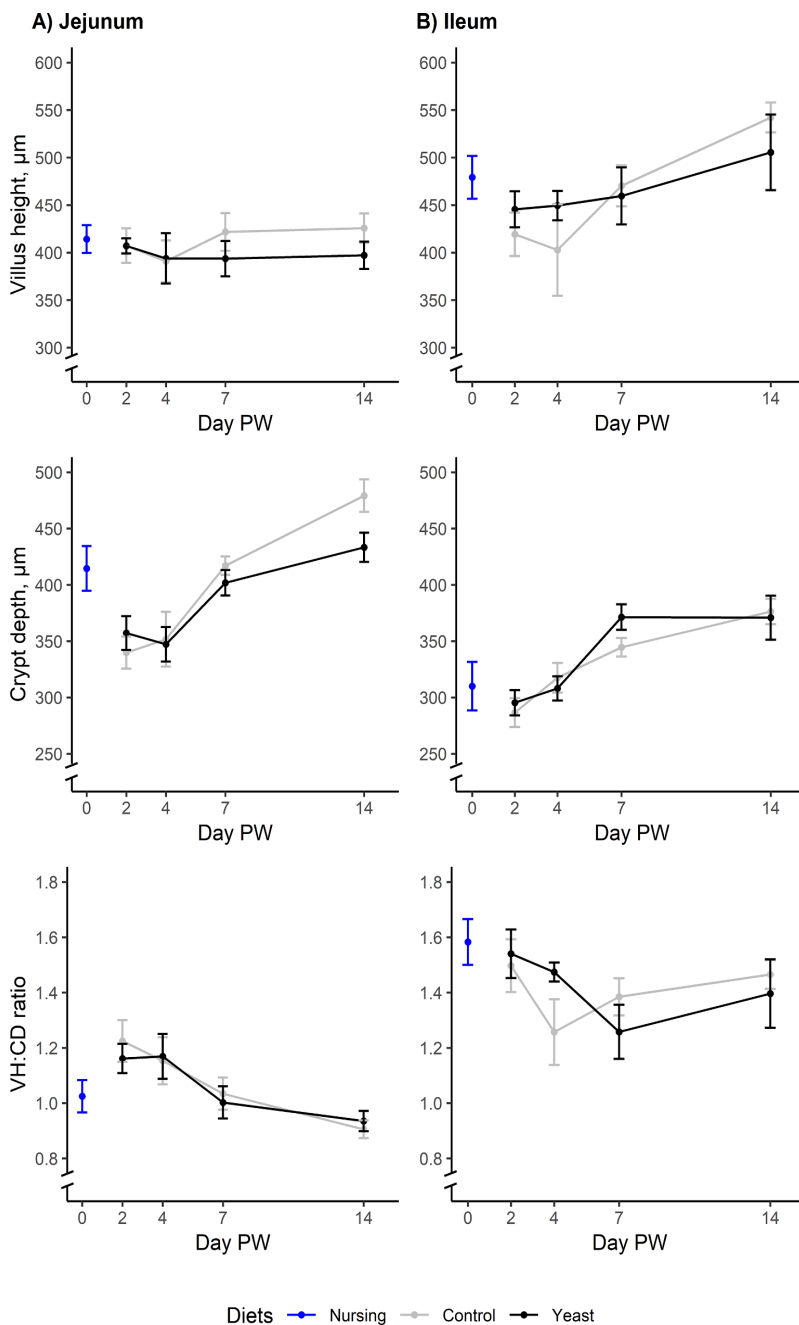 A) Jejunum
B) Ileum
Villus height, µm
600
550
500
450
400
350
300
0 2 4 7 14
Day PW
600
550
500
450
400
350
300
0 2 4 7 14
Day PW
Crypt depth, µm
500
450
400
350
300
250
0 2 4 7 14
Day PW
500
450
400
350
300
250
0 2 4 7 14
Day PW
VH:CD ratio
1.8
1.6
1.4
1.2
1.0
0.8
0 2 4 7 14
Day PW
1.8
1.6
1.4
1.2
1.0
0.8
0 2 4 7 14
Day PW
Diets Nursing Control Yeast